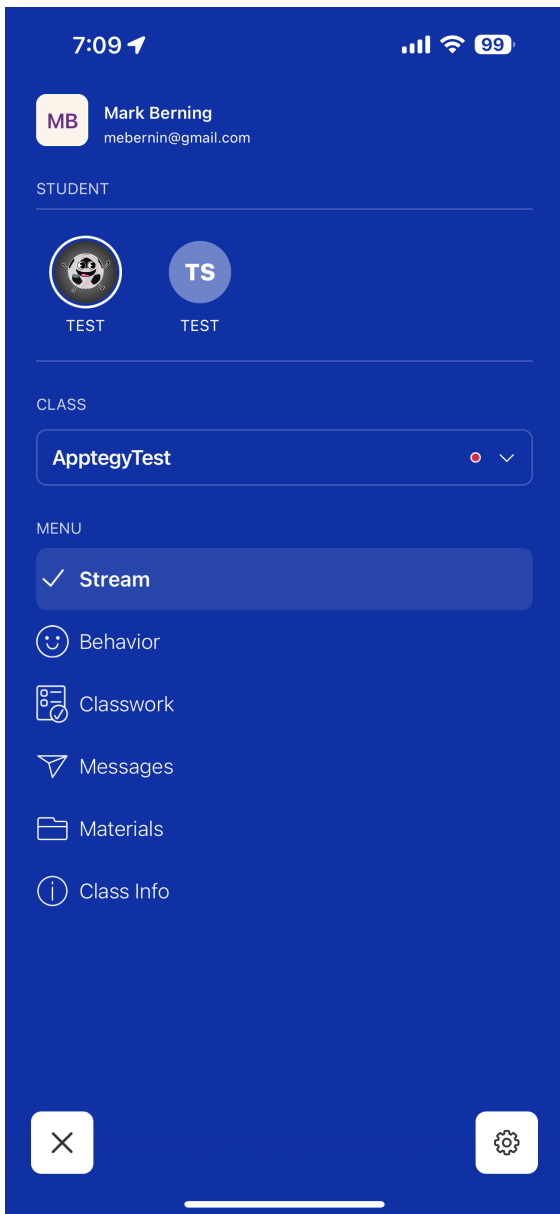 7:09
99
MB
Mark Berning
mebernin@gmail.com
STUDENT
TS
TEST
TEST
CLASS
ApptegyTest
MENU
Stream
Behavior
Classwork
Messages
Materials
Class Info